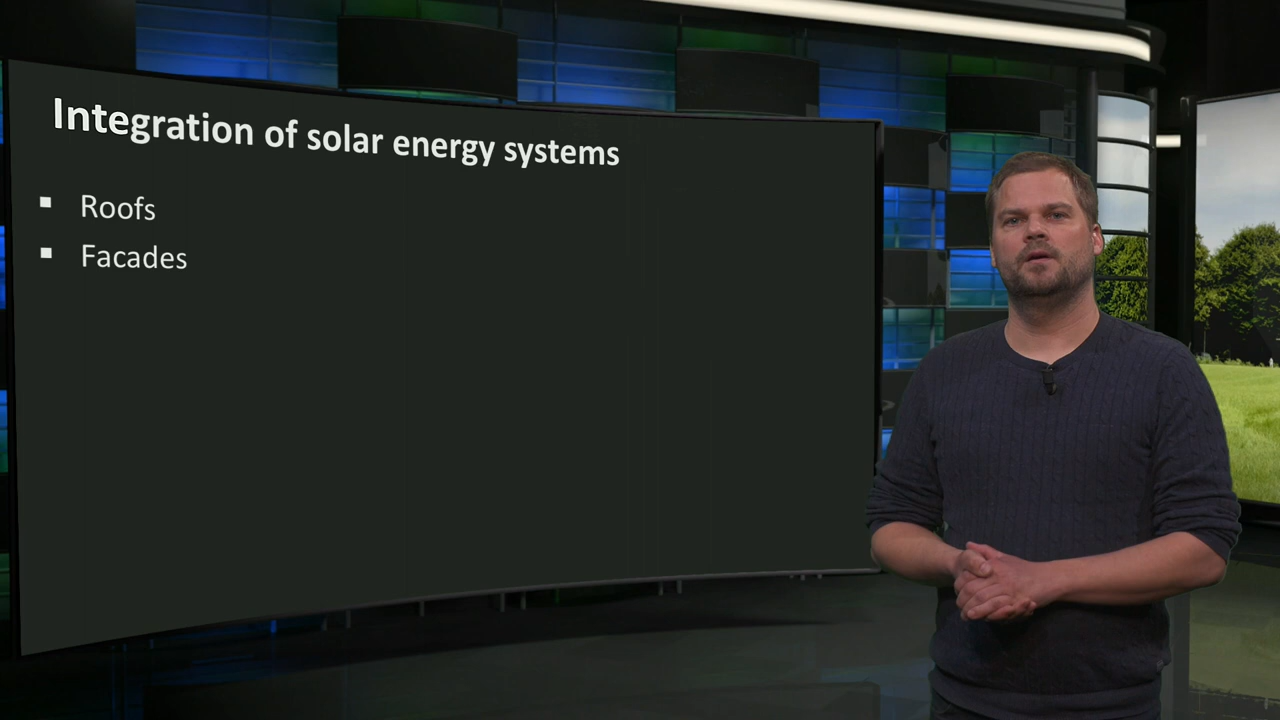 Integration of solar energy systems
▪ Roofs
▪ Facades